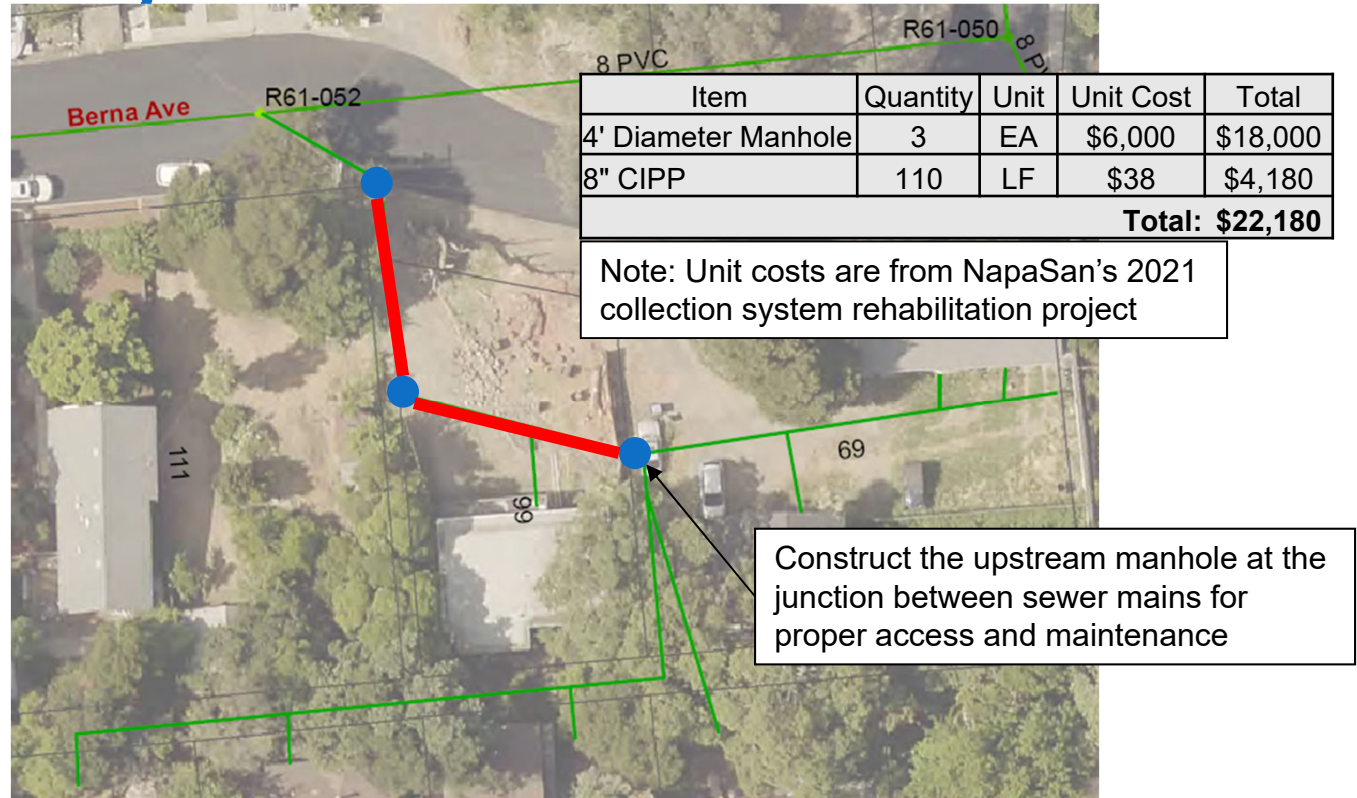 R61-050
8 PVC
8 PV
Berna Ave
R61-052
Item Quantity Unit Unit Cost Total
4' Diameter Manhole 3 EA $6,000 $18,000
8" CIPP 110 LF $38 $4,180
Total: $22,180
Note: Unit costs are from NapaSan’s 2021
collection system rehabilitation project
111
66
69
Construct the upstream manhole at the
junction between sewer mains for
proper access and maintenance